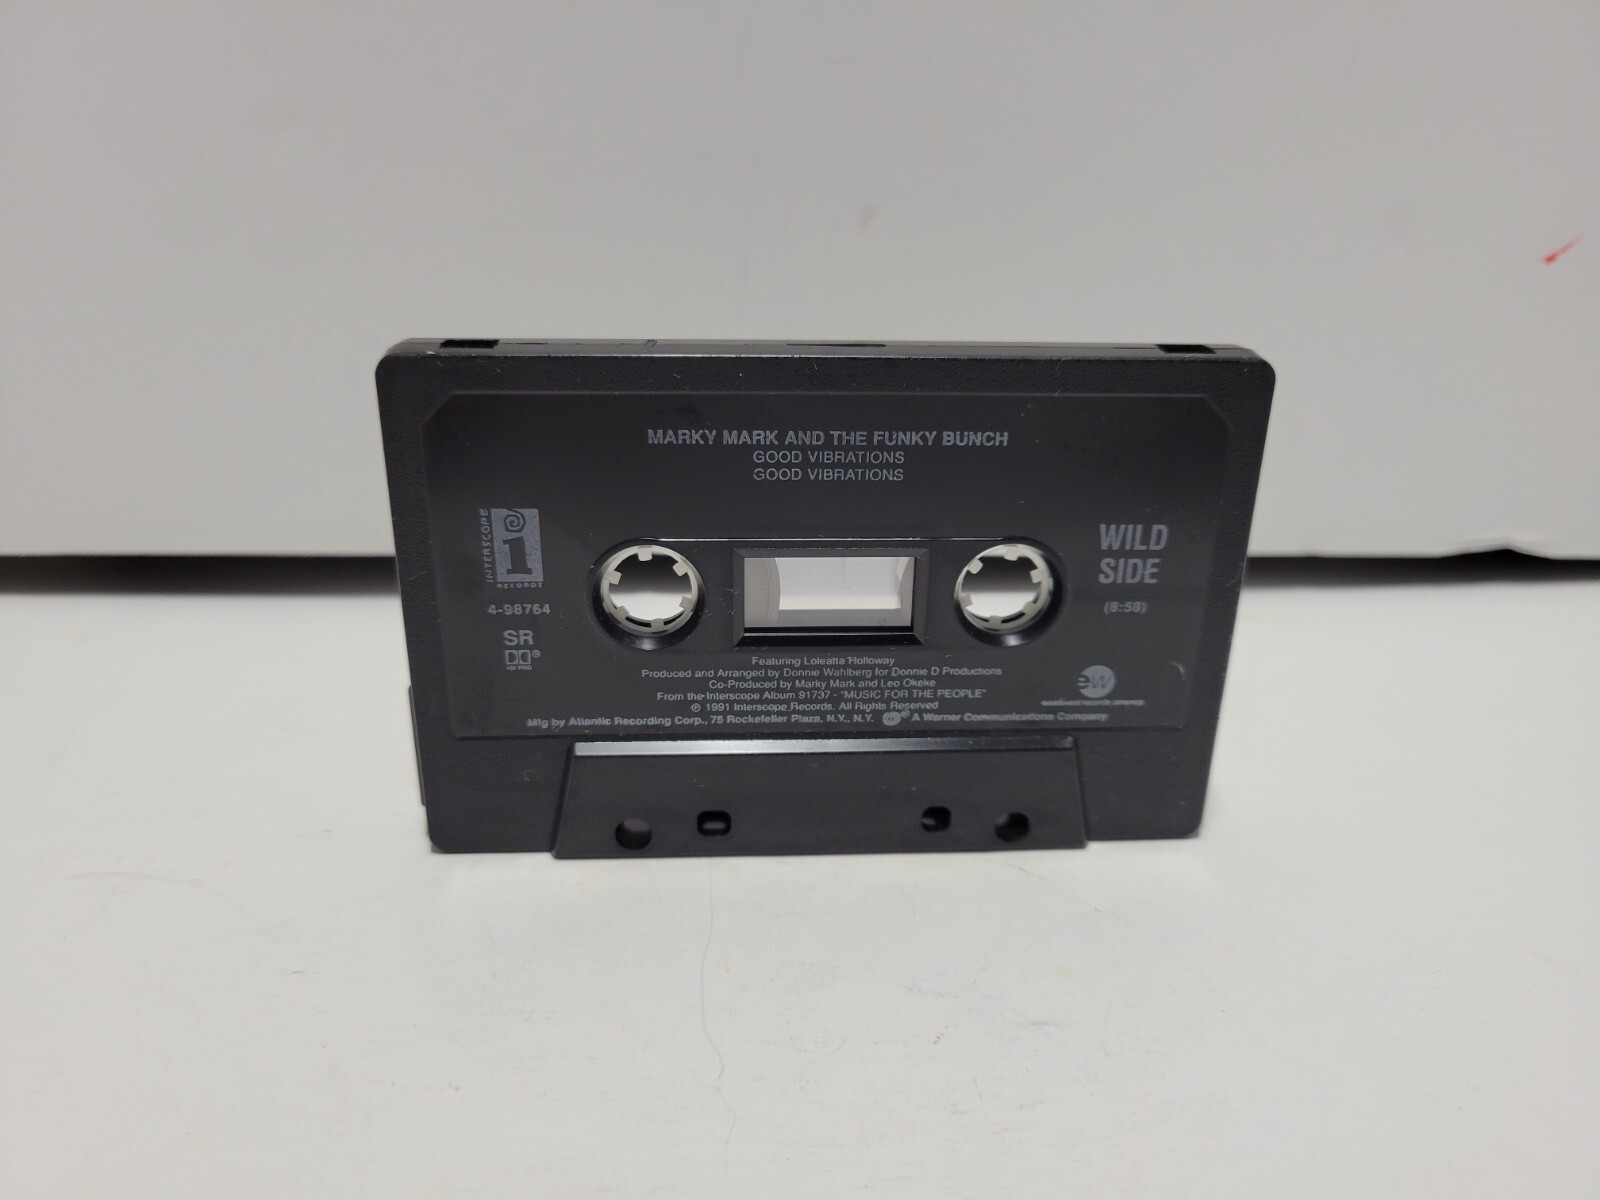 MARKY MARK AND THE FUNKY BUNCH
GOOD VIBRATIONS
GOOD VIBRATIONS
INTERSCOPE
RECORDS
4-98764
SR
HX PRO
WILD
SIDE
(8:58)
Featuring Loleatta Holloway
Produced and Arranged by Donnie Wahlberg for Donnie D Productions
Co-Produced by Marky Mark and Leo Okeke
From the Interscope Album 91737 - "MUSIC FOR THE PEOPLE"
℗ 1991 Interscope Records. All Rights Reserved
Mfg by Atlantic Recording Corp., 75 Rockefeller Plaza, N.Y., N.Y. ® A Warner Communications Company
ew